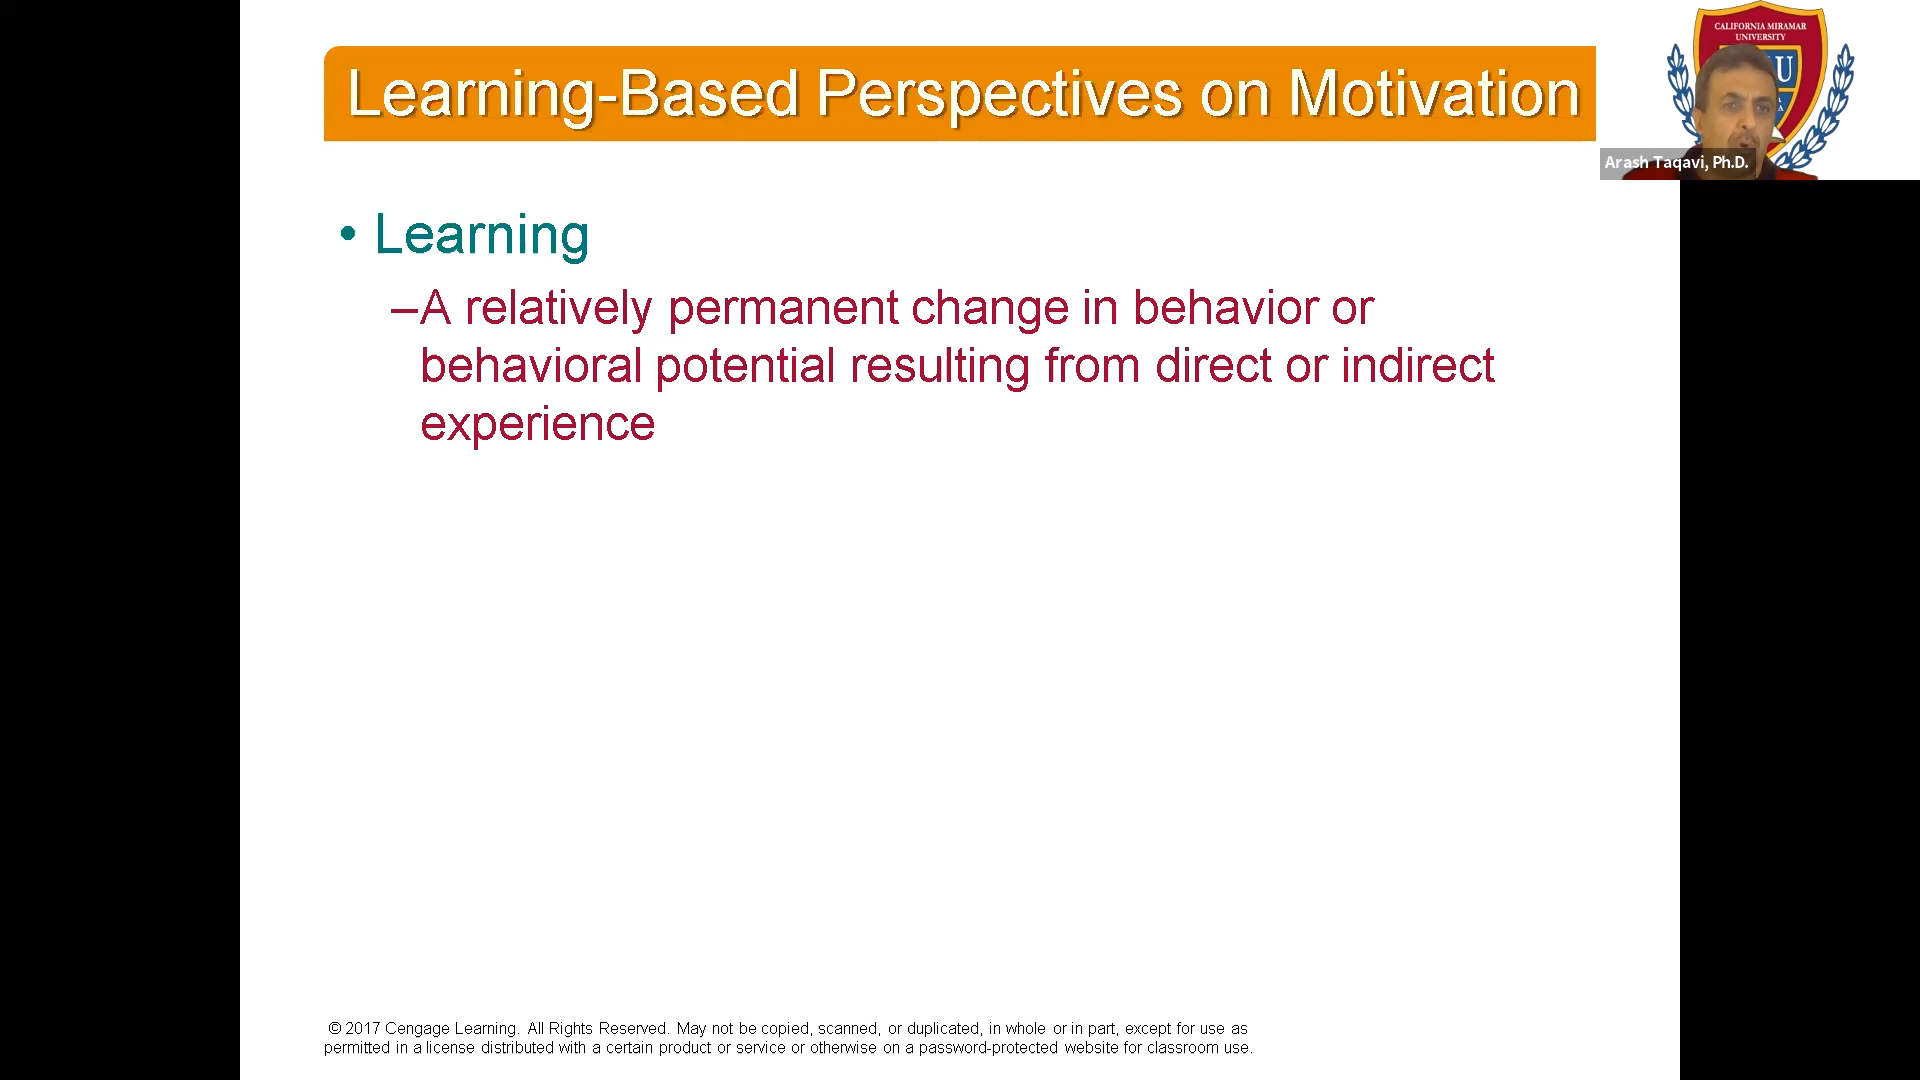 Learning-Based Perspectives on Motivation
CALIFORNIA MIRAMAR
UNIVERSITY
Arash Taqavi, Ph.D.
• Learning
–A relatively permanent change in behavior or
behavioral potential resulting from direct or indirect
experience
© 2017 Cengage Learning. All Rights Reserved. May not be copied, scanned, or duplicated, in whole or in part, except for use as
permitted in a license distributed with a certain product or service or otherwise on a password-protected website for classroom use.